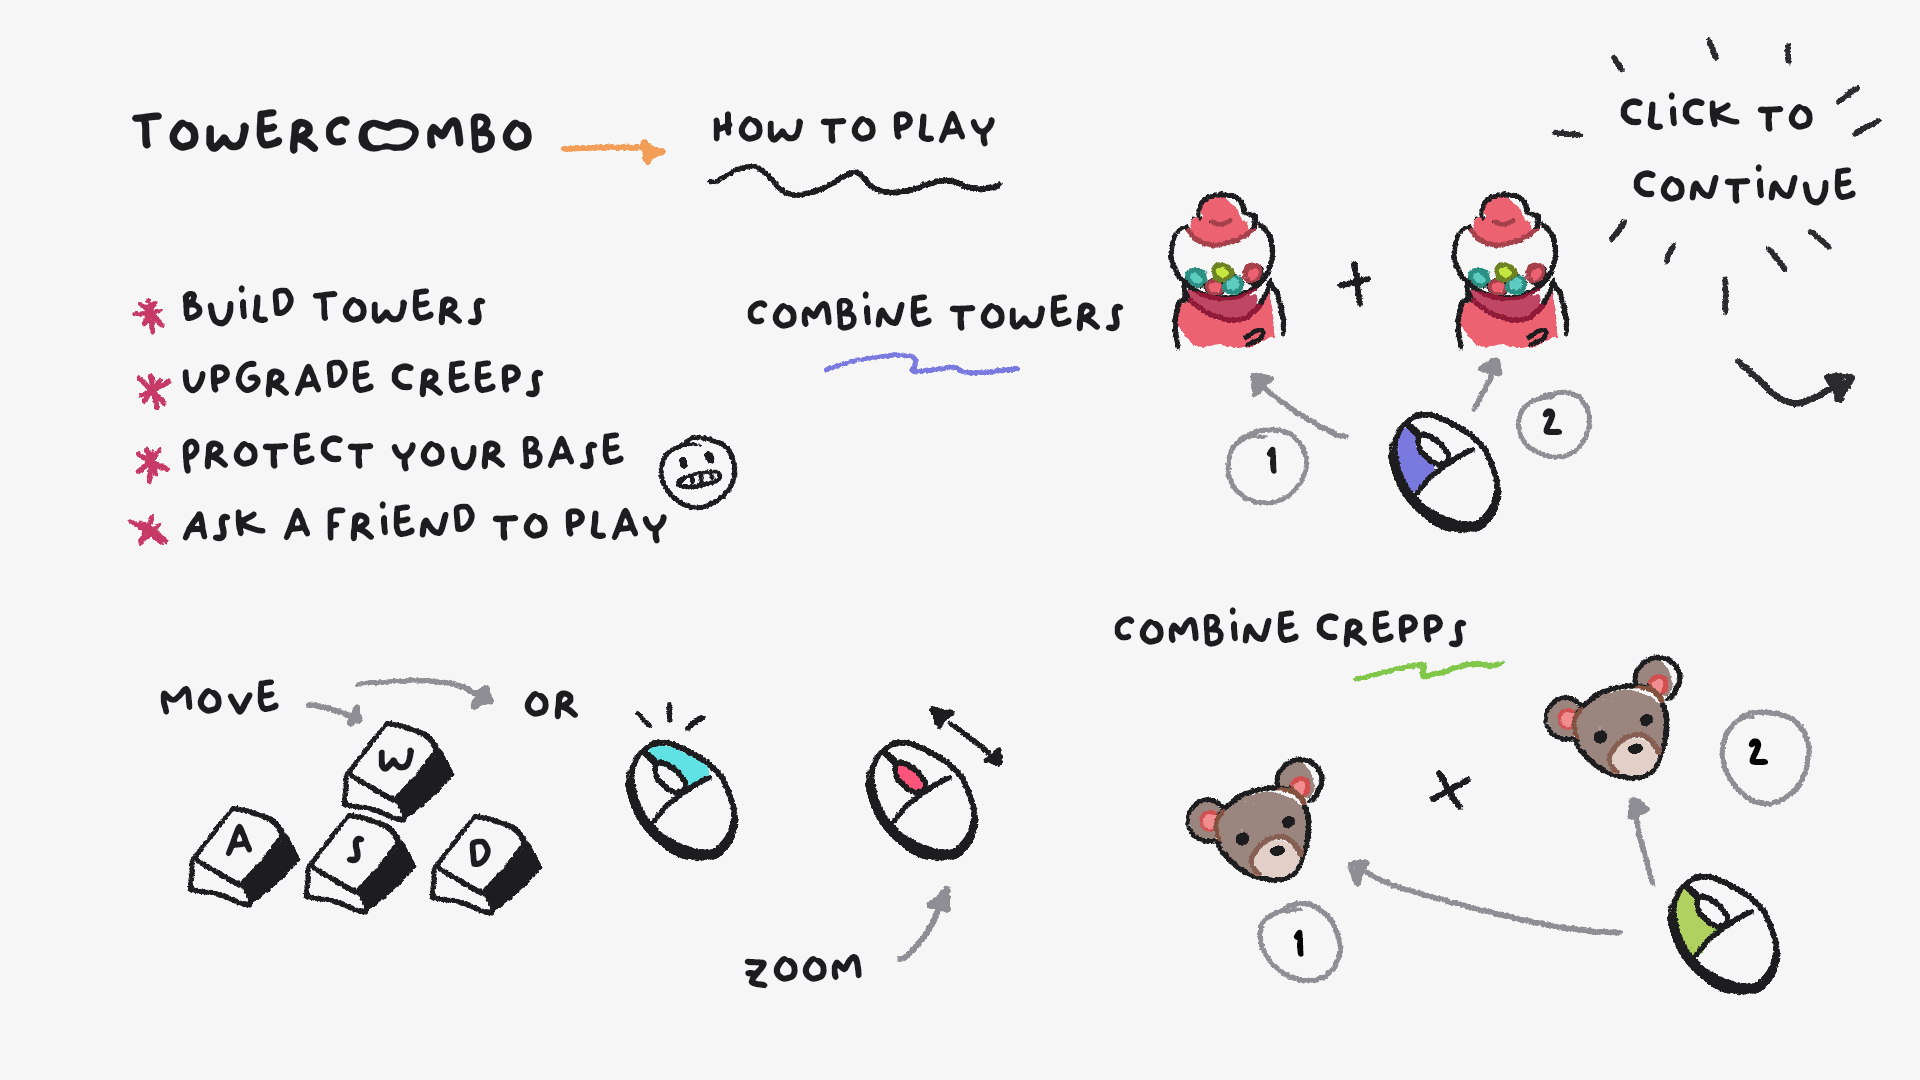 TOWERCOMBO
HOW TO PLAY
CLiCK TO
CONTiNUE
BUiLD TOWERS
UPGRADE CREEPS
PROTECT YOUR BASE
ASK A FRiEND TO PLAY
COMBiNE TOWERS
+
1
2
MOVE
OR
W
A
S
D
ZOOM
COMBiNE CREPPS
×
2
1